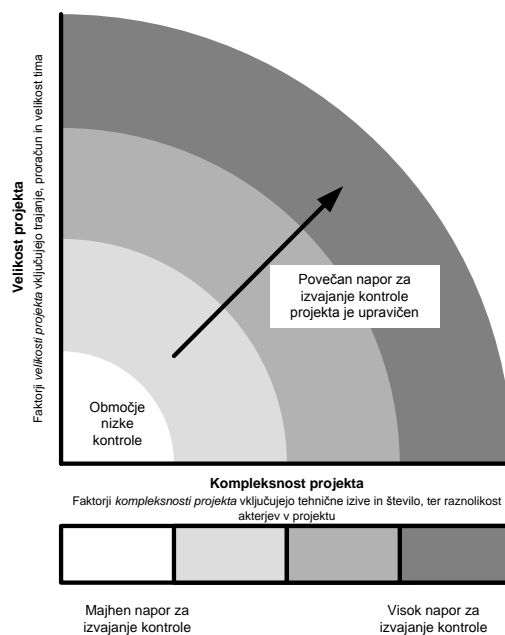 Velikost projekta
Faktorji velikosti projekta vključujejo trajanje, proračun in velikost tima
Povečan napor za
izvajanje kontrole
projekta je upravičen
Območje
nizke
kontrole
Kompleksnost projekta
Faktorji kompleksnosti projekta vključujejo tehnične izive in število, ter raznolikost
akterjev v projektu
Majhen napor za
izvajanje kontrole
Visok napor za
izvajanje kontrole